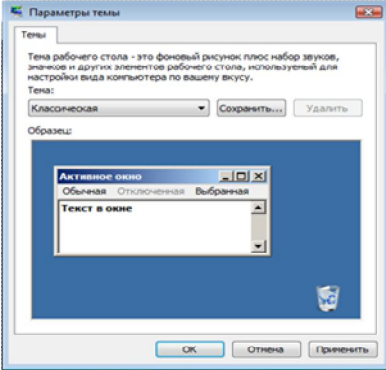 Параметры темы
Темы
Тема рабочего стола - это фоновый рисунок плюс набор звуков,
значков и других элементов рабочего стола, используемый для
настройки вида компьютера по вашему вкусу.
Тема:
Классическая
Сохранить...
Удалить
Образец:
Активное окно
Обычная Отключенная Выбранная
Текст в окне
ОК
Отмена
Применить